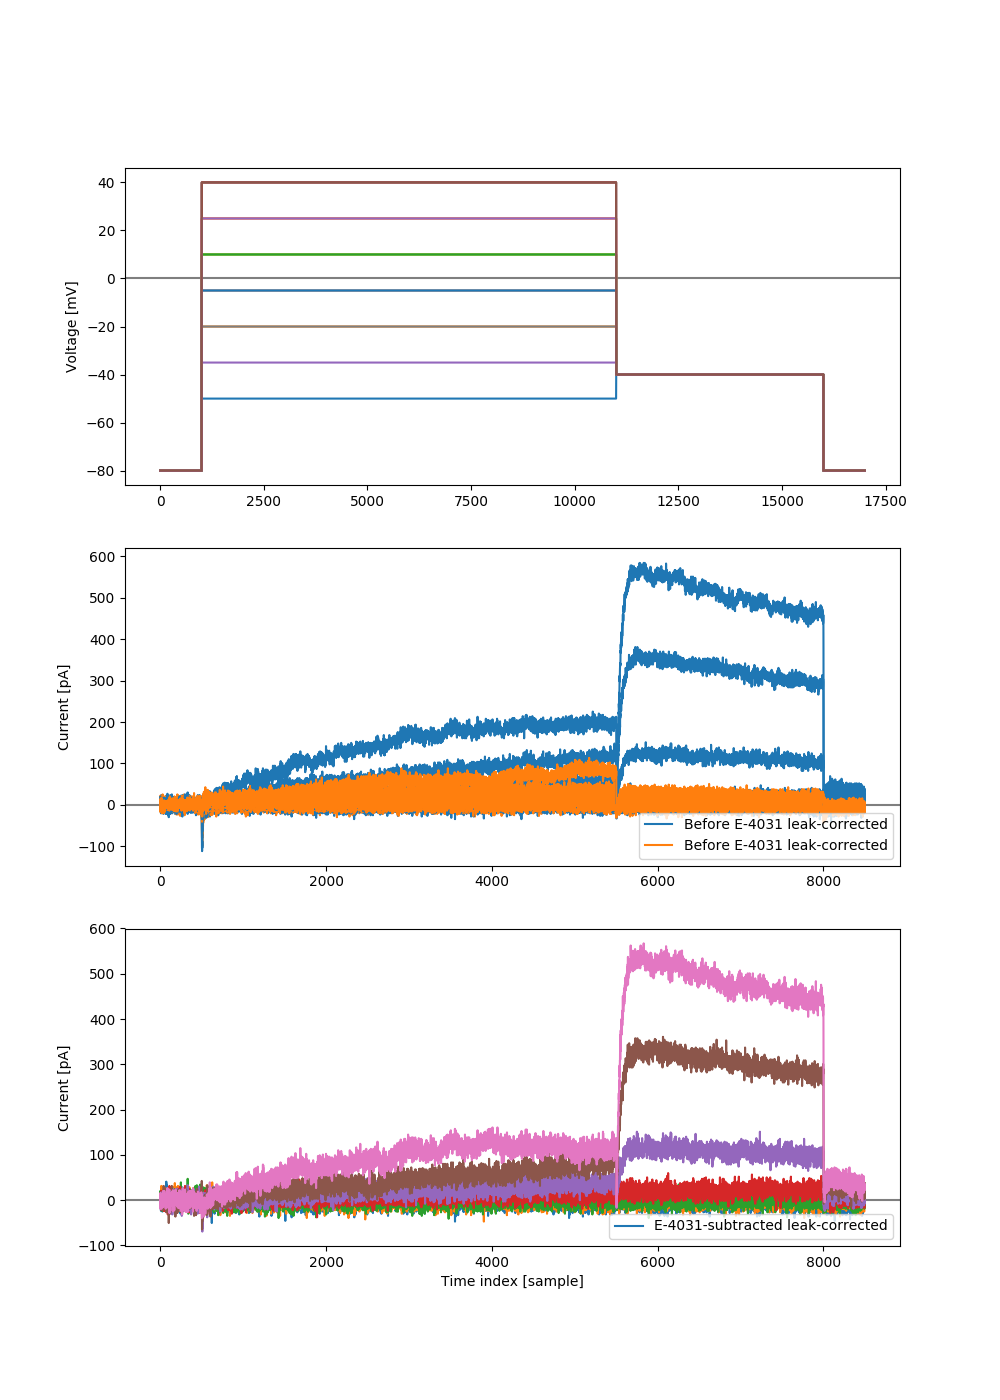 40
20
0
−20
−40
−60
−80
Voltage [mV]
0 2500 5000 7500 10000 12500 15000 17500
600
500
400
300
200
100
0
−100
Current [pA]
Before E-4031 leak-corrected
Before E-4031 leak-corrected
0 2000 4000 6000 8000
600
500
400
300
200
100
0
−100
Current [pA]
E-4031-subtracted leak-corrected
0 2000 4000 6000 8000
Time index [sample]